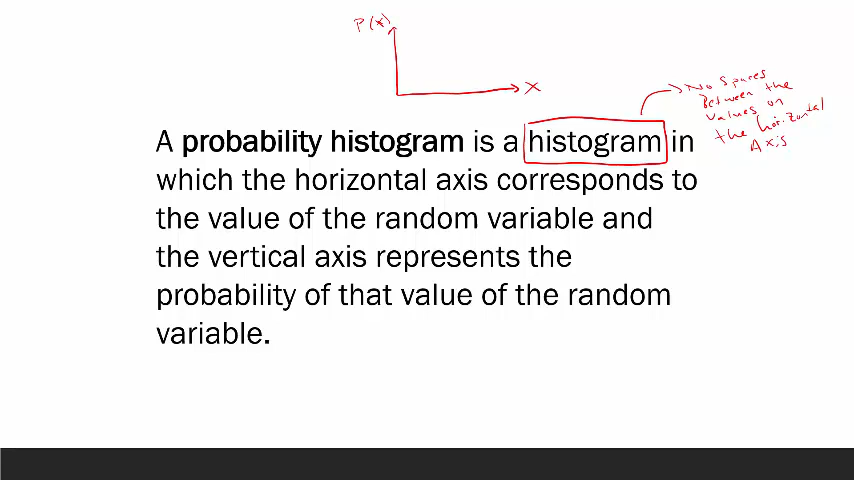 P(x)
X
No Spaces
Between the
Values on
the horizontal
Axis
A probability histogram is a histogram in
which the horizontal axis corresponds to
the value of the random variable and
the vertical axis represents the
probability of that value of the random
variable.